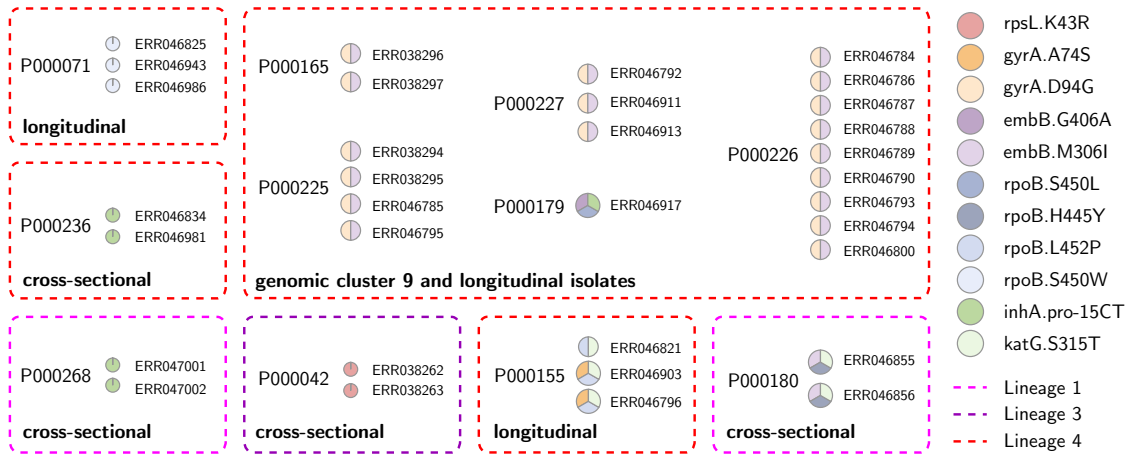 P000071
ERR046825
ERR046943
ERR046986
longitudinal
P000236
ERR046834
ERR046981
cross-sectional
P000165
ERR038296
ERR038297
P000225
ERR038294
ERR038295
ERR046785
ERR046795
P000227
ERR046792
ERR046911
ERR046913
P000179
ERR046917
P000226
ERR046784
ERR046786
ERR046787
ERR046788
ERR046789
ERR046790
ERR046793
ERR046794
ERR046800
genomic cluster 9 and longitudinal isolates
P000268
ERR047001
ERR047002
cross-sectional
P000042
ERR038262
ERR038263
cross-sectional
P000155
ERR046821
ERR046903
ERR046796
longitudinal
P000180
ERR046855
ERR046856
cross-sectional
rpsL.K43R
gyrA.A74S
gyrA.D94G
embB.G406A
embB.M306I
rpoB.S450L
rpoB.H445Y
rpoB.L452P
rpoB.S450W
inhA.pro-15CT
katG.S315T
Lineage 1
Lineage 3
Lineage 4